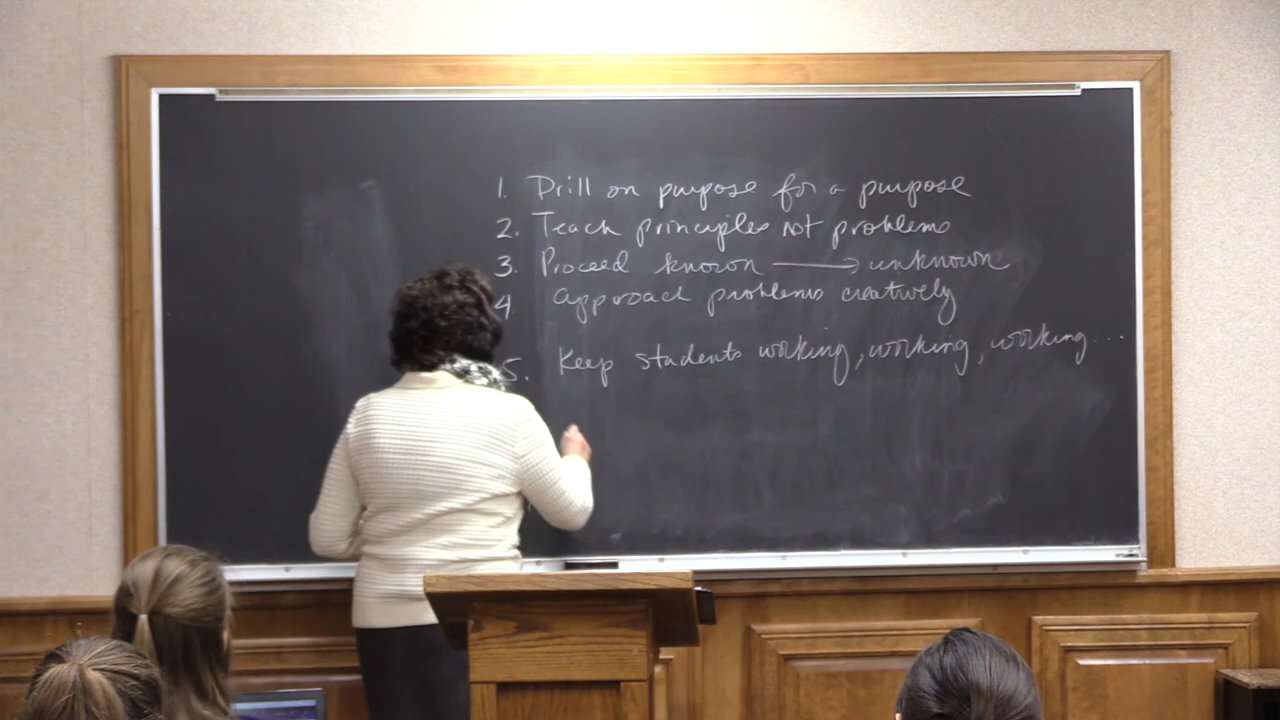 1. Drill on purpose for a purpose
2. Teach principles not problems
3. Proceed known → unknown
4. Approach problems creatively
5. Keep students working, working, working...